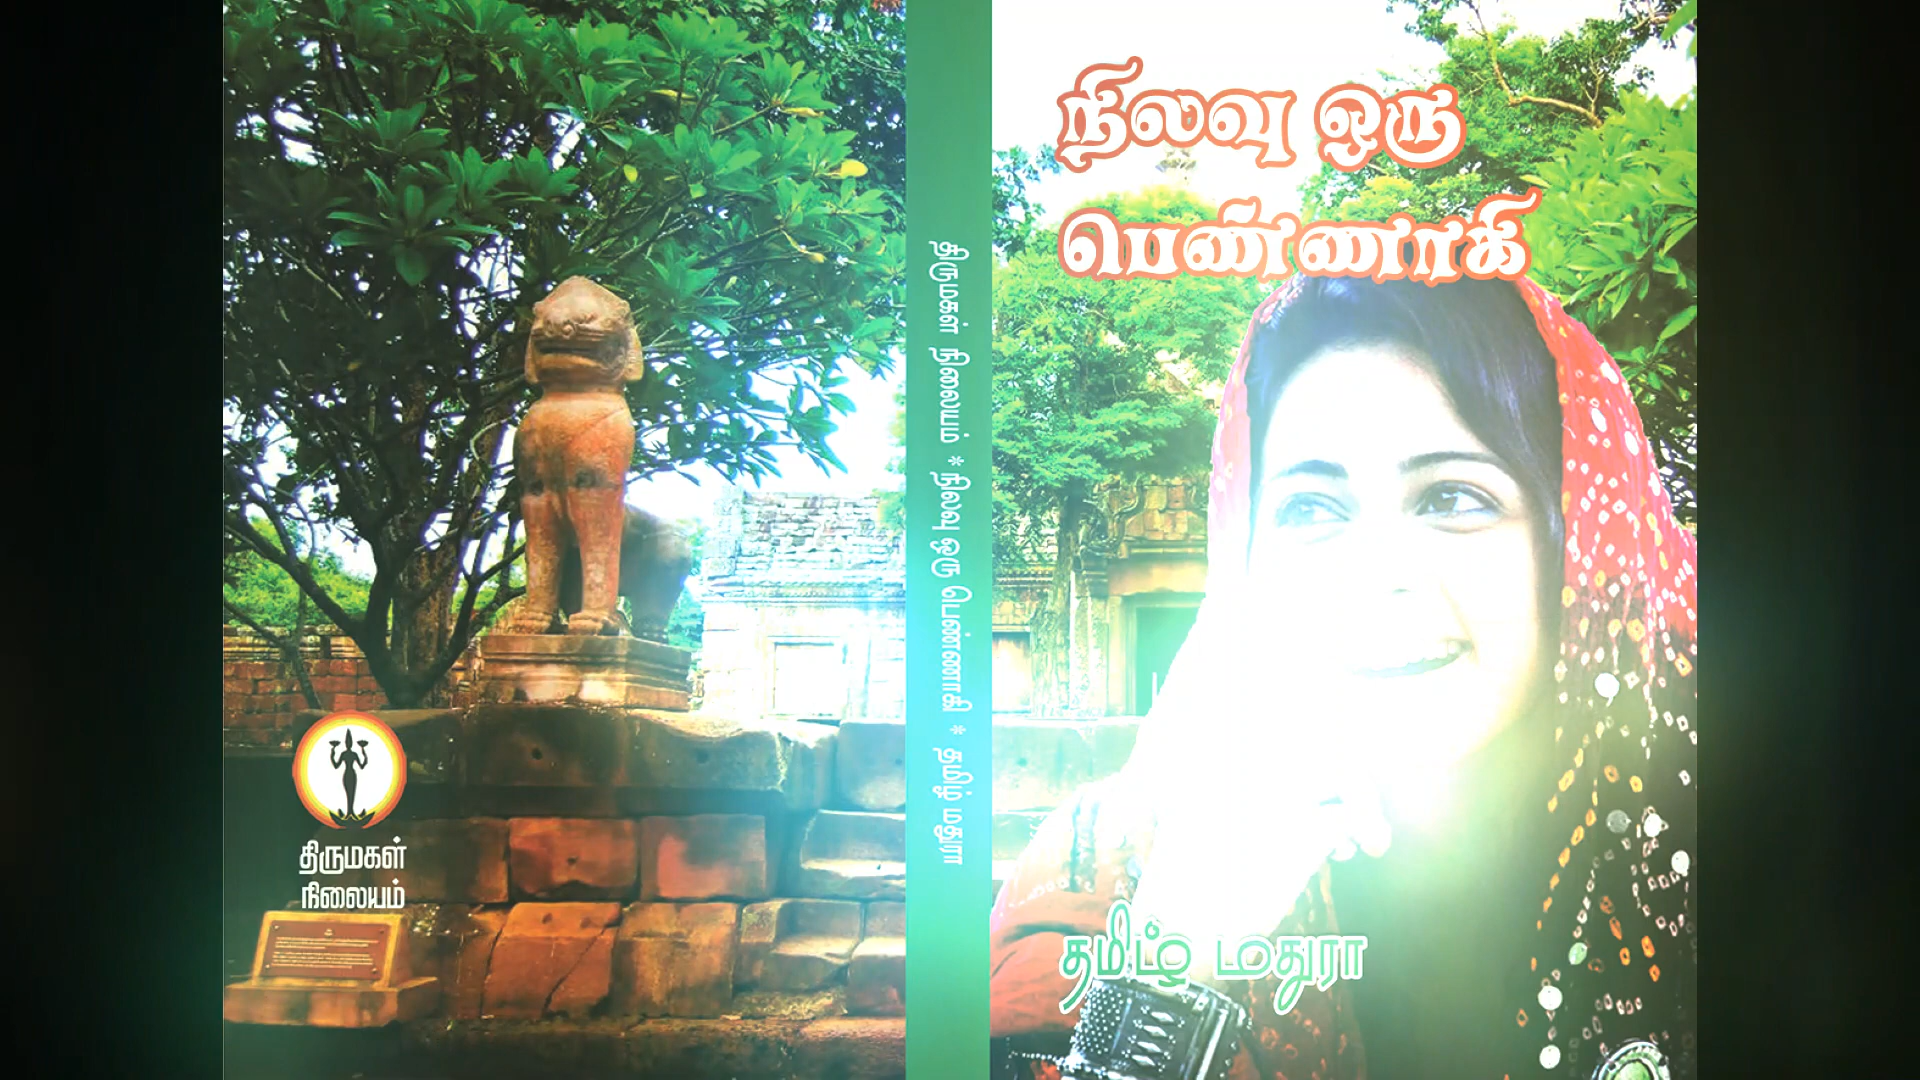 திருமகள்
நிலையம்
திருமகள் நிலையம் * நிலவு ஒரு பெண்ணாகி * தமிழ் மதுரா
நிலவு ஒரு
பெண்ணாகி
தமிழ் மதுரா